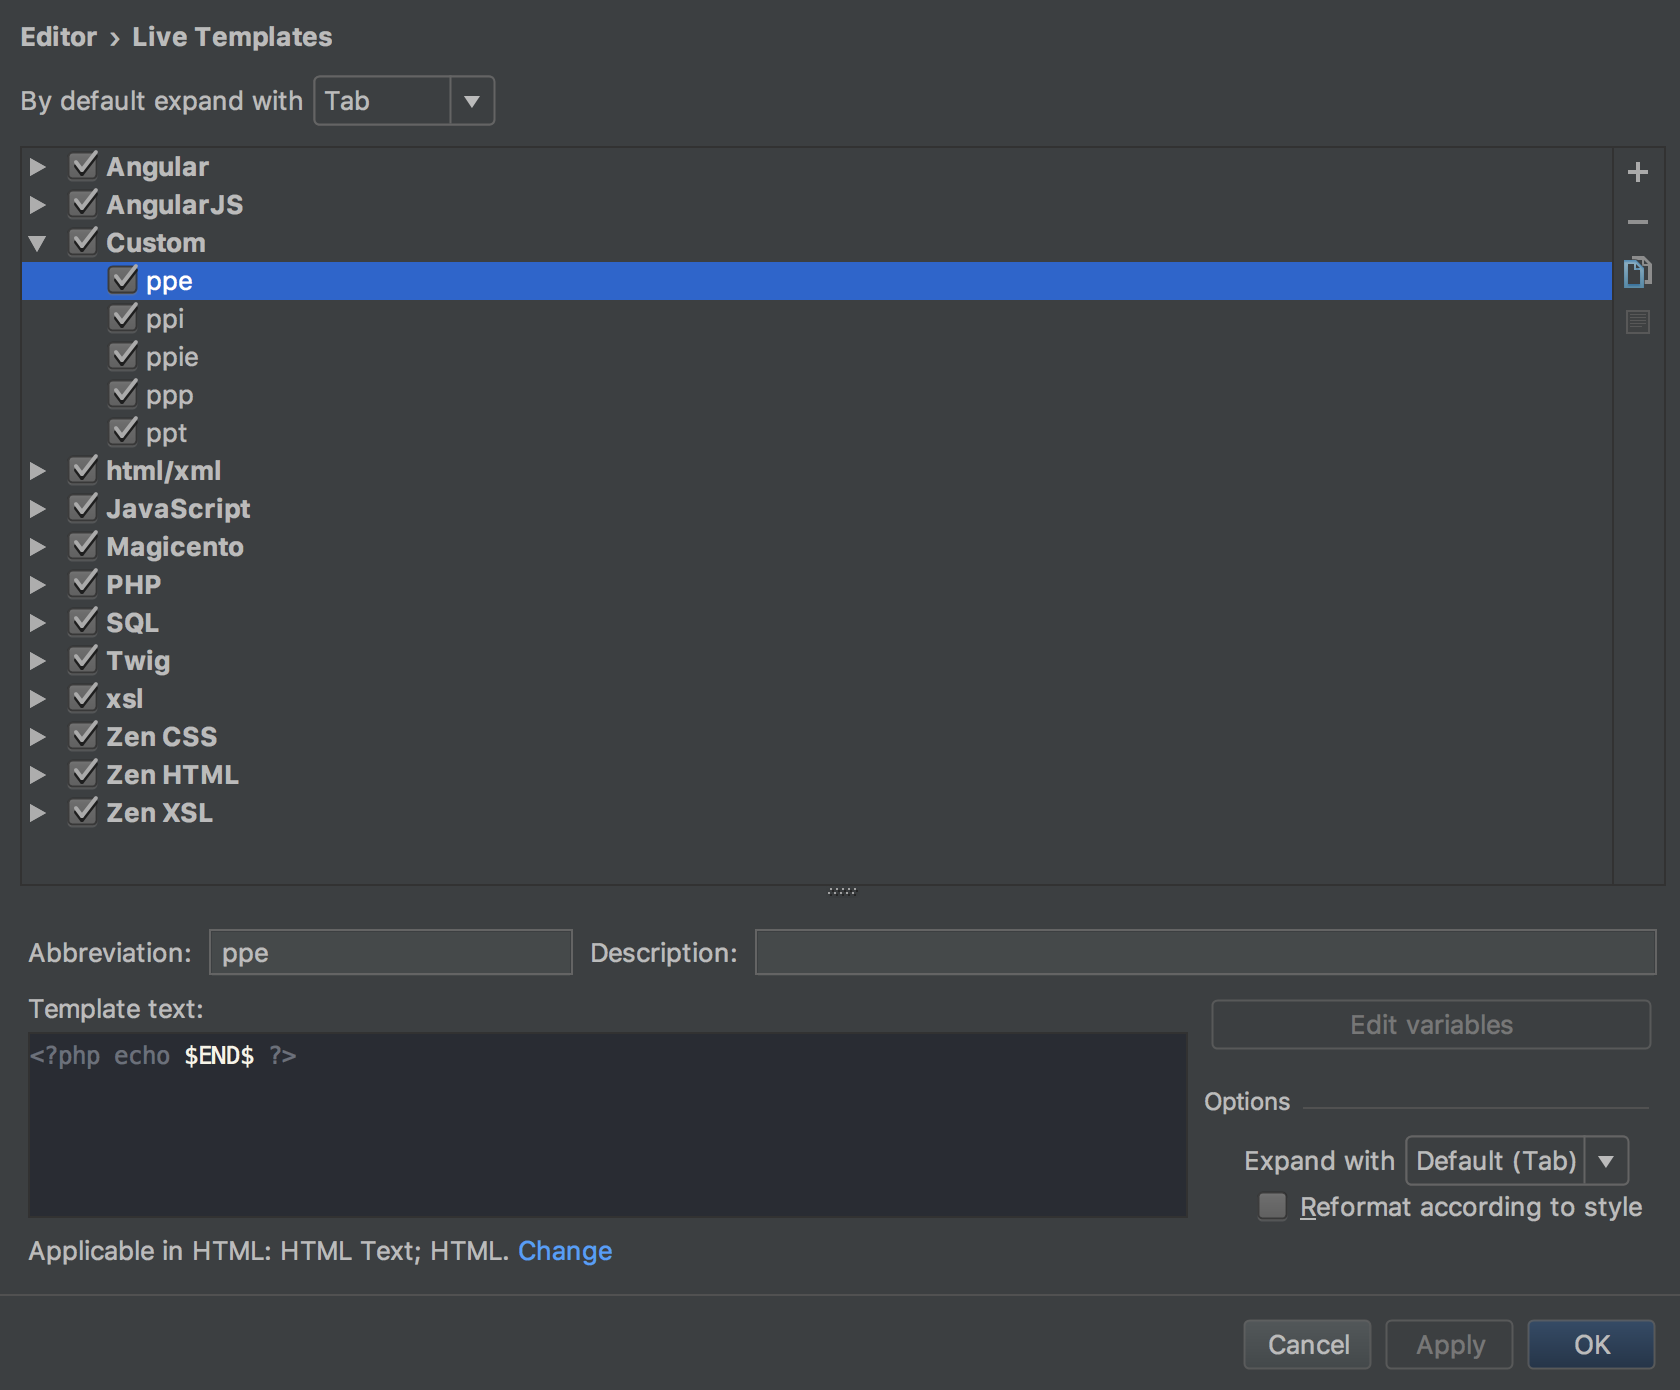 Editor › Live Templates
By default expand with Tab
Angular
AngularJS
Custom
ppe
ppi
ppie
ppp
ppt
html/xml
JavaScript
Magicento
PHP
SQL
Twig
xsl
Zen CSS
Zen HTML
Zen XSL
Abbreviation: ppe Description:
Template text:
Edit variables
<?php echo $END$ ?>
Options
Expand with Default (Tab)
Reformat according to style
Applicable in HTML: HTML Text; HTML. Change
Cancel Apply OK